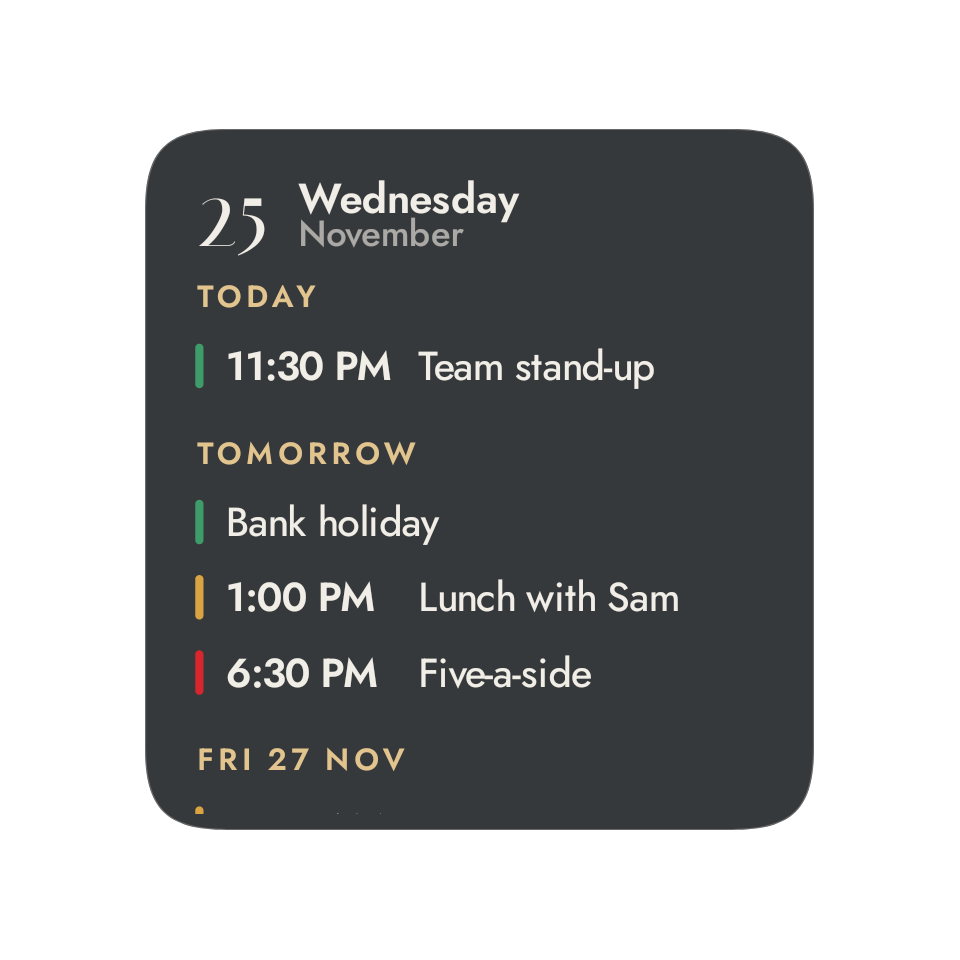 25 Wednesday
November
TODAY
11:30 PM Team stand-up
TOMORROW
Bank holiday
1:00 PM Lunch with Sam
6:30 PM Five-a-side
FRI 27 NOV